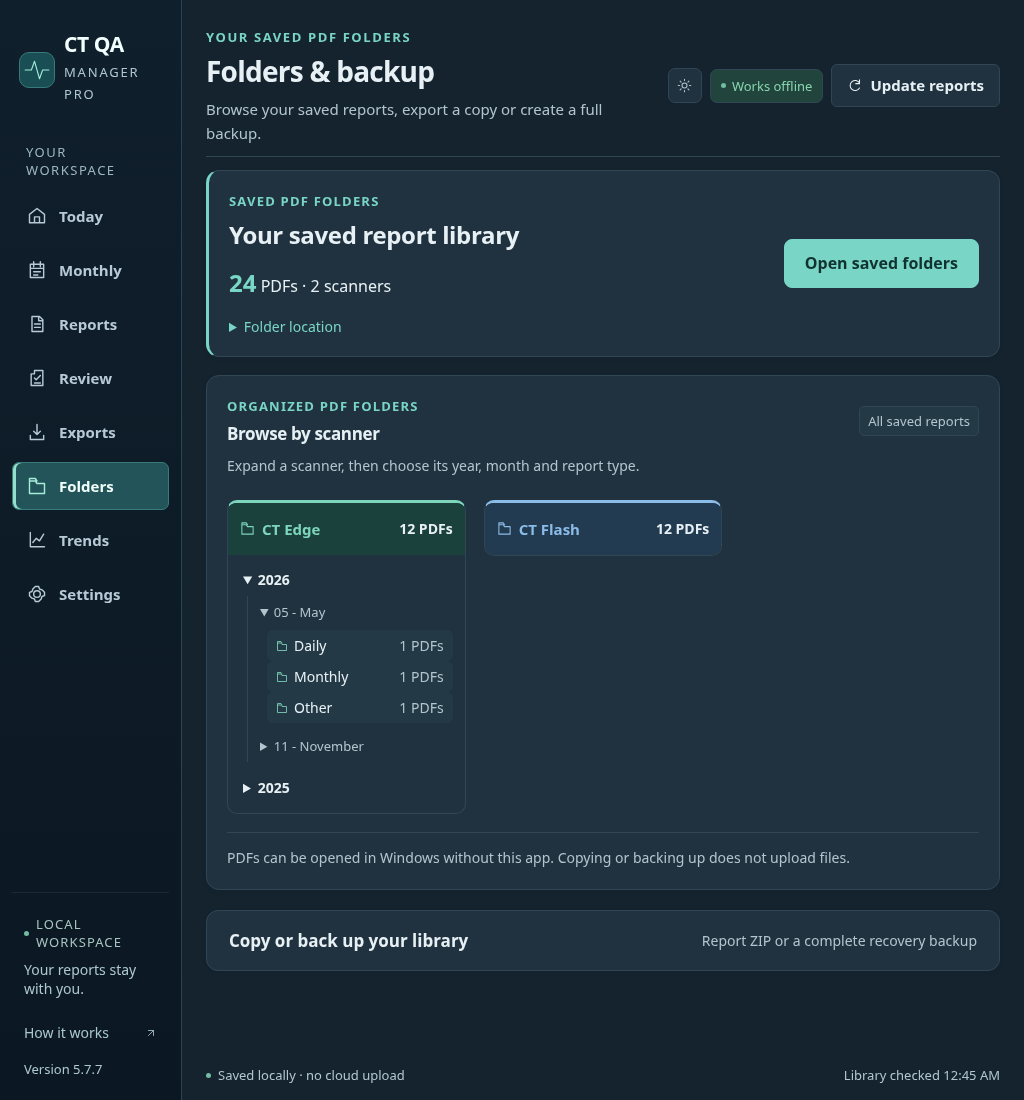 CT QA
MANAGER
PRO
YOUR
WORKSPACE
Today
Monthly
Reports
Review
Exports
Folders
Trends
Settings
LOCAL
WORKSPACE
Your reports stay
with you.
How it works
Version 5.7.7
YOUR SAVED PDF FOLDERS
Folders & backup
Browse your saved reports, export a copy or create a full
backup.
Works offline
Update reports
SAVED PDF FOLDERS
Your saved report library
24 PDFs · 2 scanners
Folder location
Open saved folders
ORGANIZED PDF FOLDERS
Browse by scanner
Expand a scanner, then choose its year, month and report type.
All saved reports
CT Edge 12 PDFs
2026
05 - May
Daily 1 PDFs
Monthly 1 PDFs
Other 1 PDFs
11 - November
2025
CT Flash 12 PDFs
PDFs can be opened in Windows without this app. Copying or backing up does not upload files.
Copy or back up your library
Report ZIP or a complete recovery backup
Saved locally · no cloud upload
Library checked 12:45 AM